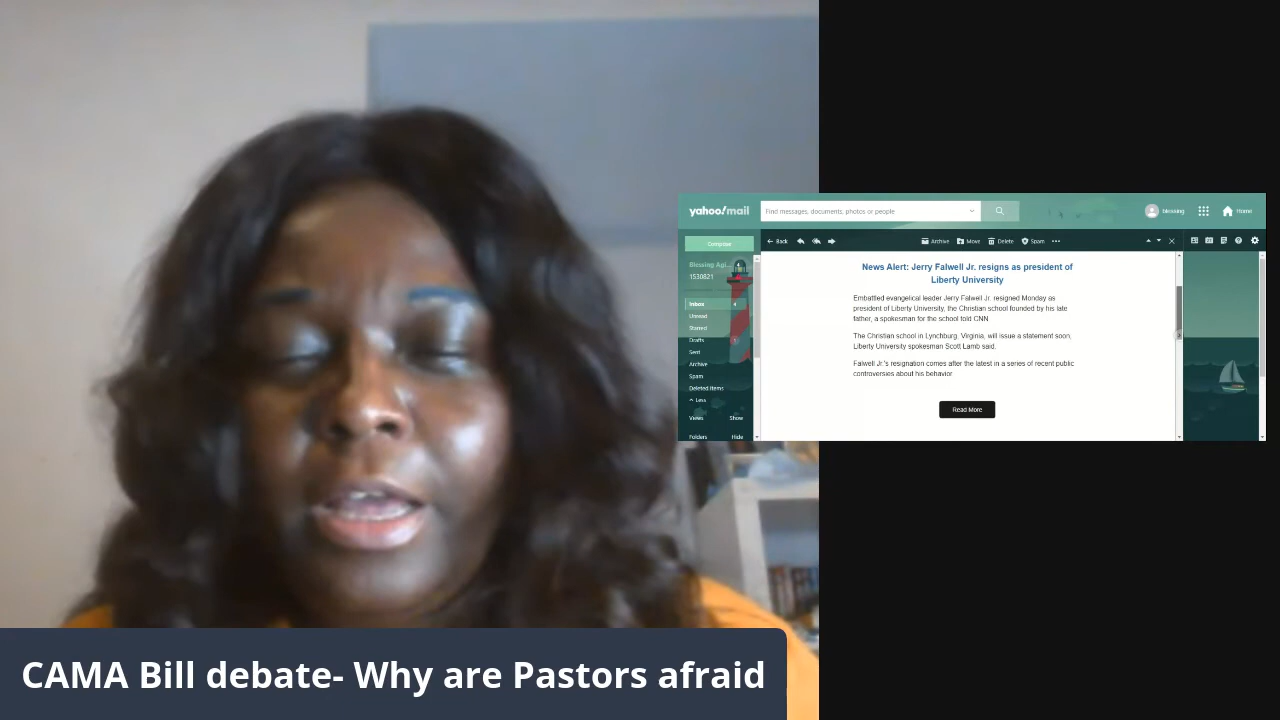 yahoo!mail
Find messages, documents, photos or people
blessing
Home
Compose
Back
Archive
Move
Delete
Spam
Blessing Agi...
1530821
Inbox
4
Unread
Starred
Drafts
Sent
Archive
Spam
Deleted Items
Less
Views
Show
Folders
Hide
News Alert: Jerry Falwell Jr. resigns as president of
Liberty University
Embattled evangelical leader Jerry Falwell Jr. resigned Monday as
president of Liberty University, the Christian school founded by his late
father, a spokesman for the school told CNN.
The Christian school in Lynchburg, Virginia, will issue a statement soon,
Liberty University spokesman Scott Lamb said.
Falwell Jr.'s resignation comes after the latest in a series of recent public
controversies about his behavior.
Read More
CAMA Bill debate- Why are Pastors afraid